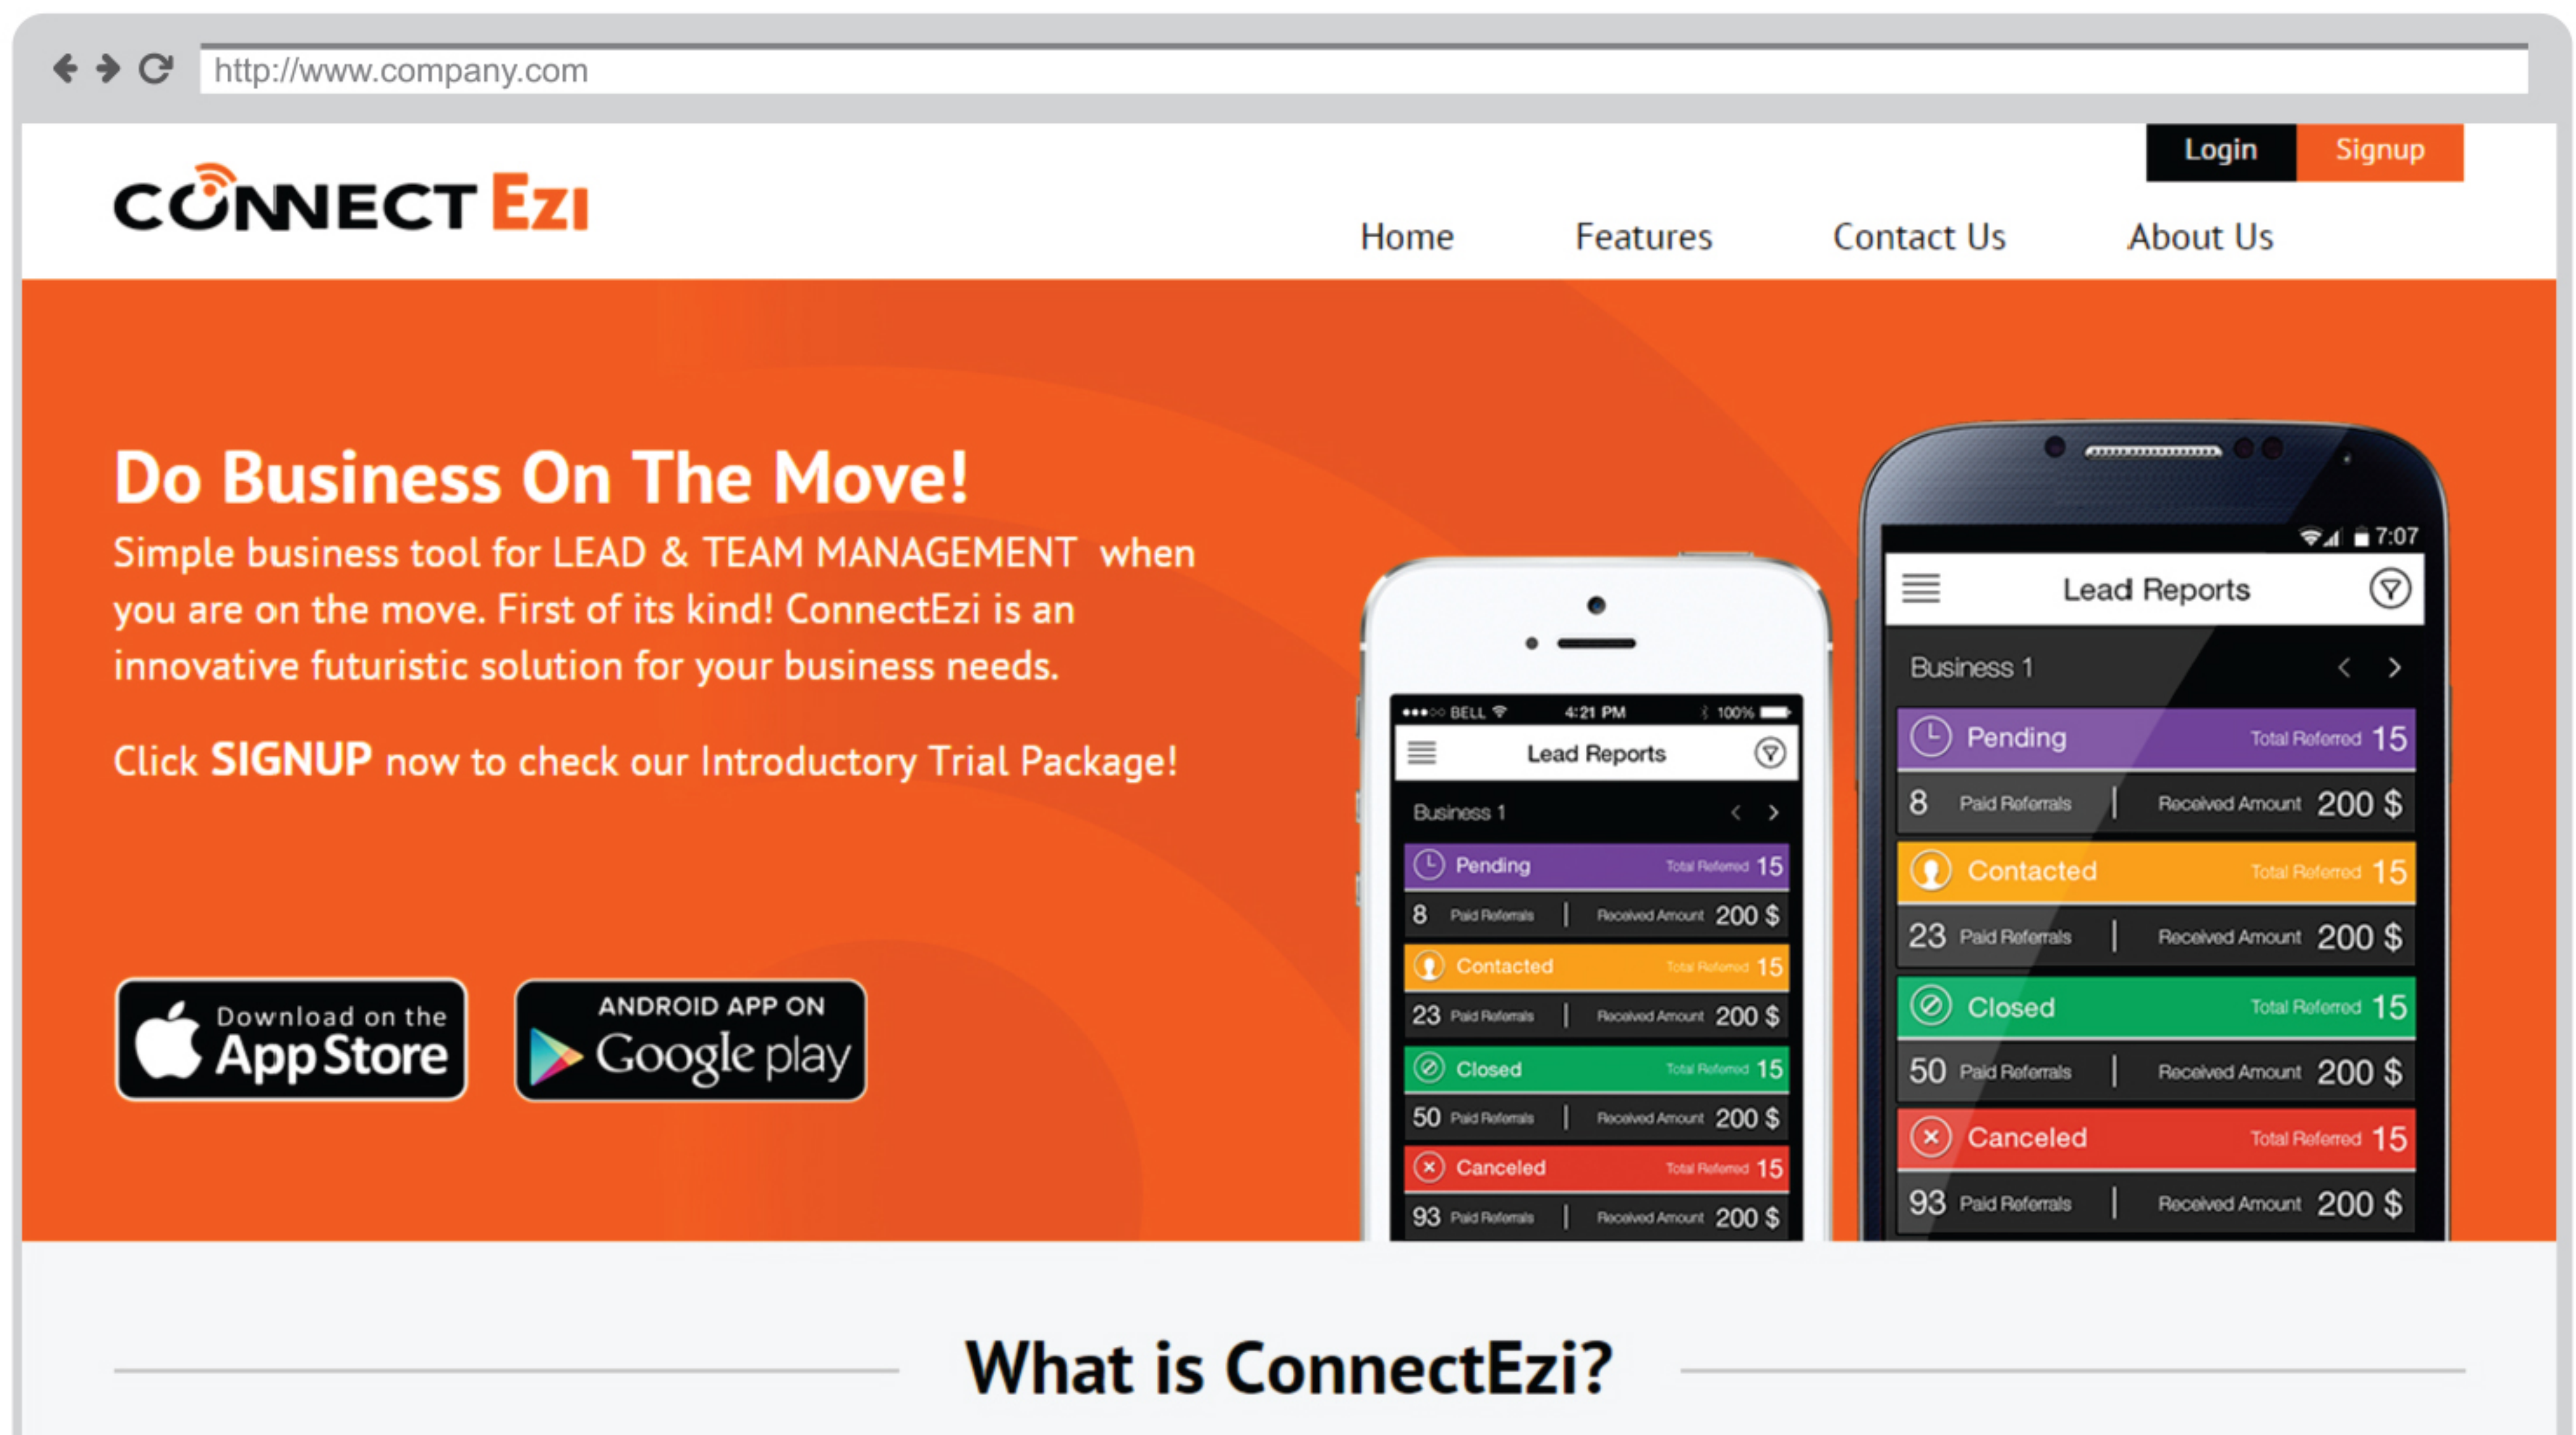 http://www.company.com
Login Signup
CONNECT EZI
Home Features Contact Us About Us
Do Business On The Move!
Simple business tool for LEAD & TEAM MANAGEMENT when
you are on the move. First of its kind! ConnectEzi is an
innovative futuristic solution for your business needs.
Click SIGNUP now to check our Introductory Trial Package!
Download on the
App Store
ANDROID APP ON
Google play
BELL 4:21 PM 100%
Lead Reports
Business 1 < >
Pending Total Referred 15
8 Paid Referrals | Received Amount 200 $
Contacted Total Referred 15
23 Paid Referrals | Received Amount 200 $
Closed Total Referred 15
50 Paid Referrals | Received Amount 200 $
Canceled Total Referred 15
93 Paid Referrals | Received Amount 200 $
7:07
Lead Reports
Business 1 < >
Pending Total Referred 15
8 Paid Referrals | Received Amount 200 $
Contacted Total Referred 15
23 Paid Referrals | Received Amount 200 $
Closed Total Referred 15
50 Paid Referrals | Received Amount 200 $
Canceled Total Referred 15
93 Paid Referrals | Received Amount 200 $
What is ConnectEzi?